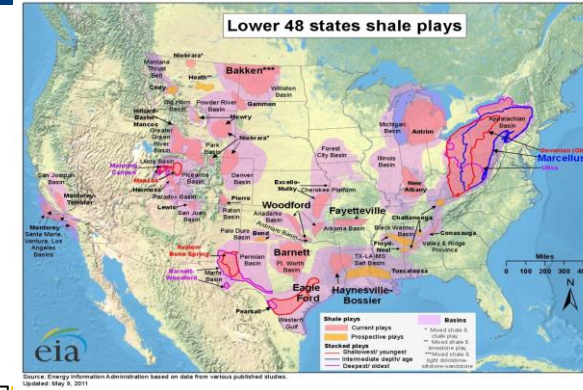 Lower 48 states shale plays
Niobrara*
Montana
Thrust
Belt
Bakken***
Heath**
Cody
Williston
Basin
Big Horn
Basin
Powder River
Basin
Gammon
Mowry
Hilliard-
Baxter-
Mancos
Greater
Green
River
Basin
Niobrara*
Park
Basin
Uinta Basin
Manning
Canyon
Mancos
Piceance
Basin
Denver
Basin
Hermosa
Paradox Basin
Lewis
San Juan
Basin
Pierre
Raton
Basin
San Joaquin
Basin
Monterey-
Temblor
Monterey
Santa Maria,
Ventura, Los
Angeles
Basins
Forest
City Basin
Michigan
Basin
Antrim
Illinois
Basin
New
Albany
Appalachian
Basin
Marcellus
Utica
Excello-
Mulky
Cherokee Platform
Woodford
Fayetteville
Anadarko
Basin
Ardmore Basin
Arkoma Basin
Palo Duro
Basin
Bend
Chattanooga
Black Warrior
Basin
Conasauga
Floyd-
Neal
Valley & Ridge
Province
Avalon-
Bone Spring
Permian
Basin
Barnett
Ft. Worth
Basin
TX-LA-MS
Salt Basin
Tuscaloosa
Barnett-
Woodford
Marfa
Basin
Eagle
Ford
Haynesville-
Bossier
Pearsall
Western
Gulf
Miles
0 100 200 300 400
N
Shale plays
Current plays
Prospective plays
Stacked plays
Shallowest/ youngest
Intermediate depth/ age
Deepest/ oldest
Basins
* Mixed shale &
chalk play
** Mixed shale &
limestone play
***Mixed shale &
tight dolostone-
siltstone-sandstone
eia
Source: Energy Information Administration based on data from various published studies.
Updated: May 9, 2011